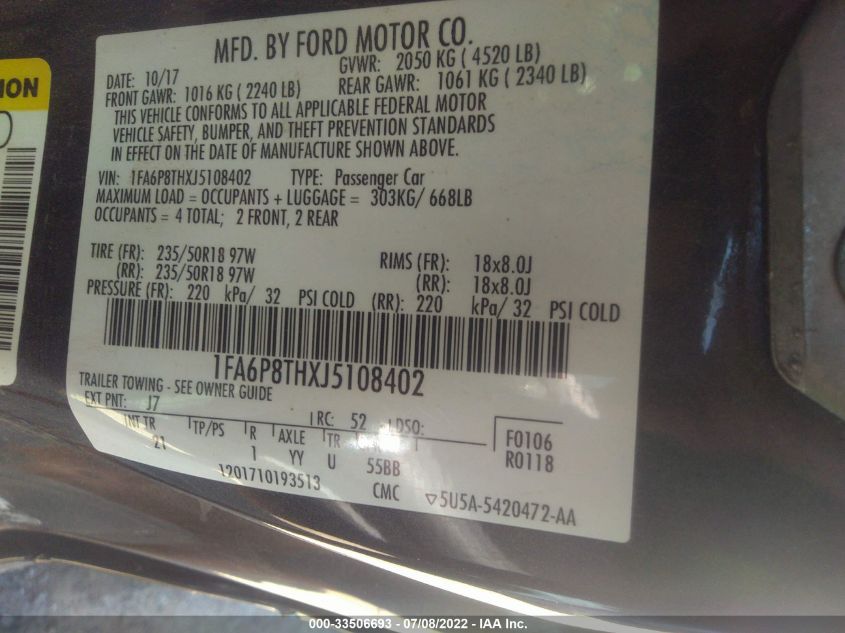 MFD. BY FORD MOTOR CO.
DATE: 10/17 GVWR: 2050 KG ( 4520 LB)
FRONT GAWR: 1016 KG ( 2240 LB) REAR GAWR: 1061 KG ( 2340 LB)
THIS VEHICLE CONFORMS TO ALL APPLICABLE FEDERAL MOTOR
VEHICLE SAFETY, BUMPER, AND THEFT PREVENTION STANDARDS
IN EFFECT ON THE DATE OF MANUFACTURE SHOWN ABOVE.
VIN: 1FA6P8THXJ5108402 TYPE: Passenger Car
MAXIMUM LOAD = OCCUPANTS + LUGGAGE = 303KG/ 668LB
OCCUPANTS = 4 TOTAL; 2 FRONT, 2 REAR
TIRE (FR): 235/50R18 97W RIMS (FR): 18x8.0J
(RR): 235/50R18 97W (RR): 18x8.0J
PRESSURE (FR): 220 kPa/ 32 PSI COLD (RR): 220 kPa/ 32 PSI COLD
1FA6P8THXJ5108402
TRAILER TOWING - SEE OWNER GUIDE
EXT PNT: J7 RC: 52 DSO:
INT TR TP/PS R AXLE TR F0106
21 1 YY U 55BB R0118
1201710193513 CMC ▽5U5A-5420472-AA
000-33506693 - 07/08/2022 - IAA Inc.